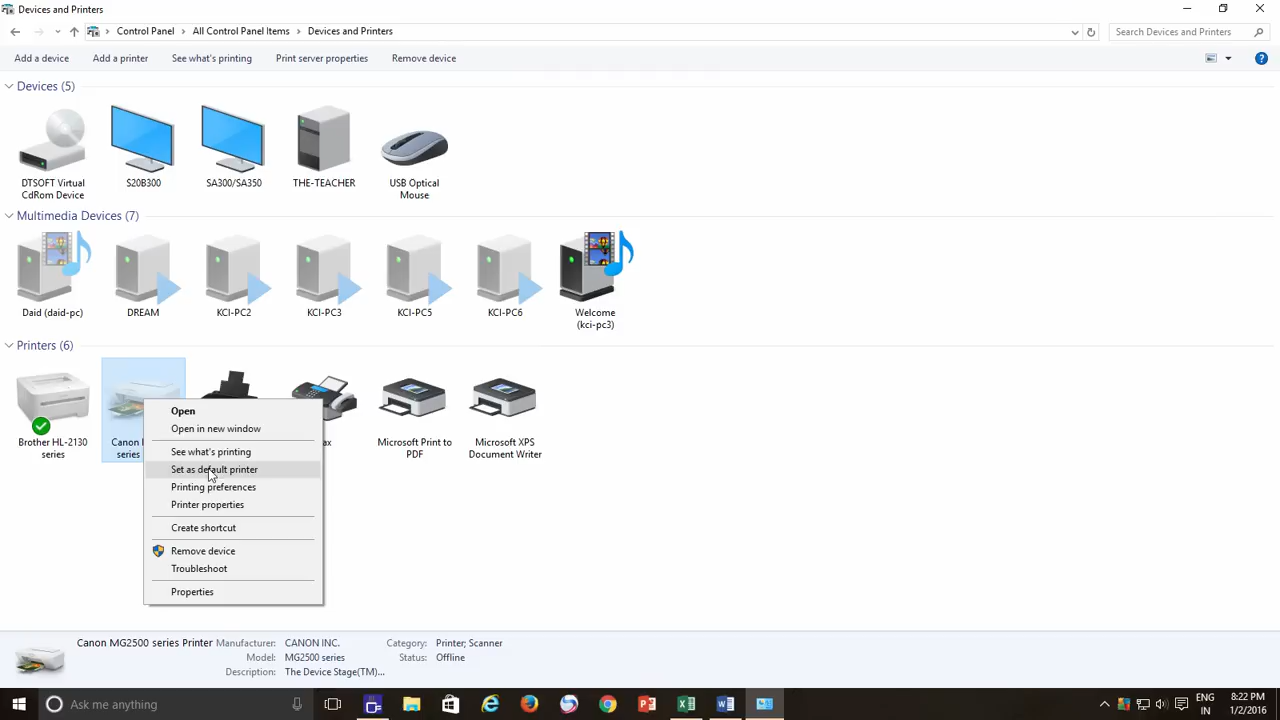 Devices and Printers
Control Panel All Control Panel Items Devices and Printers
Search Devices and Printers
Add a device Add a printer See what's printing Print server properties Remove device
Devices (5)
DTSOFT Virtual
CdRom Device
S20B300
SA300/SA350
THE-TEACHER
USB Optical
Mouse
Multimedia Devices (7)
Daid (daid-pc)
DREAM
KCI-PC2
KCI-PC3
KCI-PC5
KCI-PC6
Welcome
(kci-pc3)
Printers (6)
Brother HL-2130
series
Canon
series
Microsoft Print to
PDF
Microsoft XPS
Document Writer
Open
Open in new window
See what's printing
Set as default printer
Printing preferences
Printer properties
Create shortcut
Remove device
Troubleshoot
Properties
Canon MG2500 series Printer
Manufacturer: CANON INC.
Model: MG2500 series
Description: The Device Stage(TM)...
Category: Printer; Scanner
Status: Offline
Ask me anything
ENG
IN
8:22 PM
1/2/2016